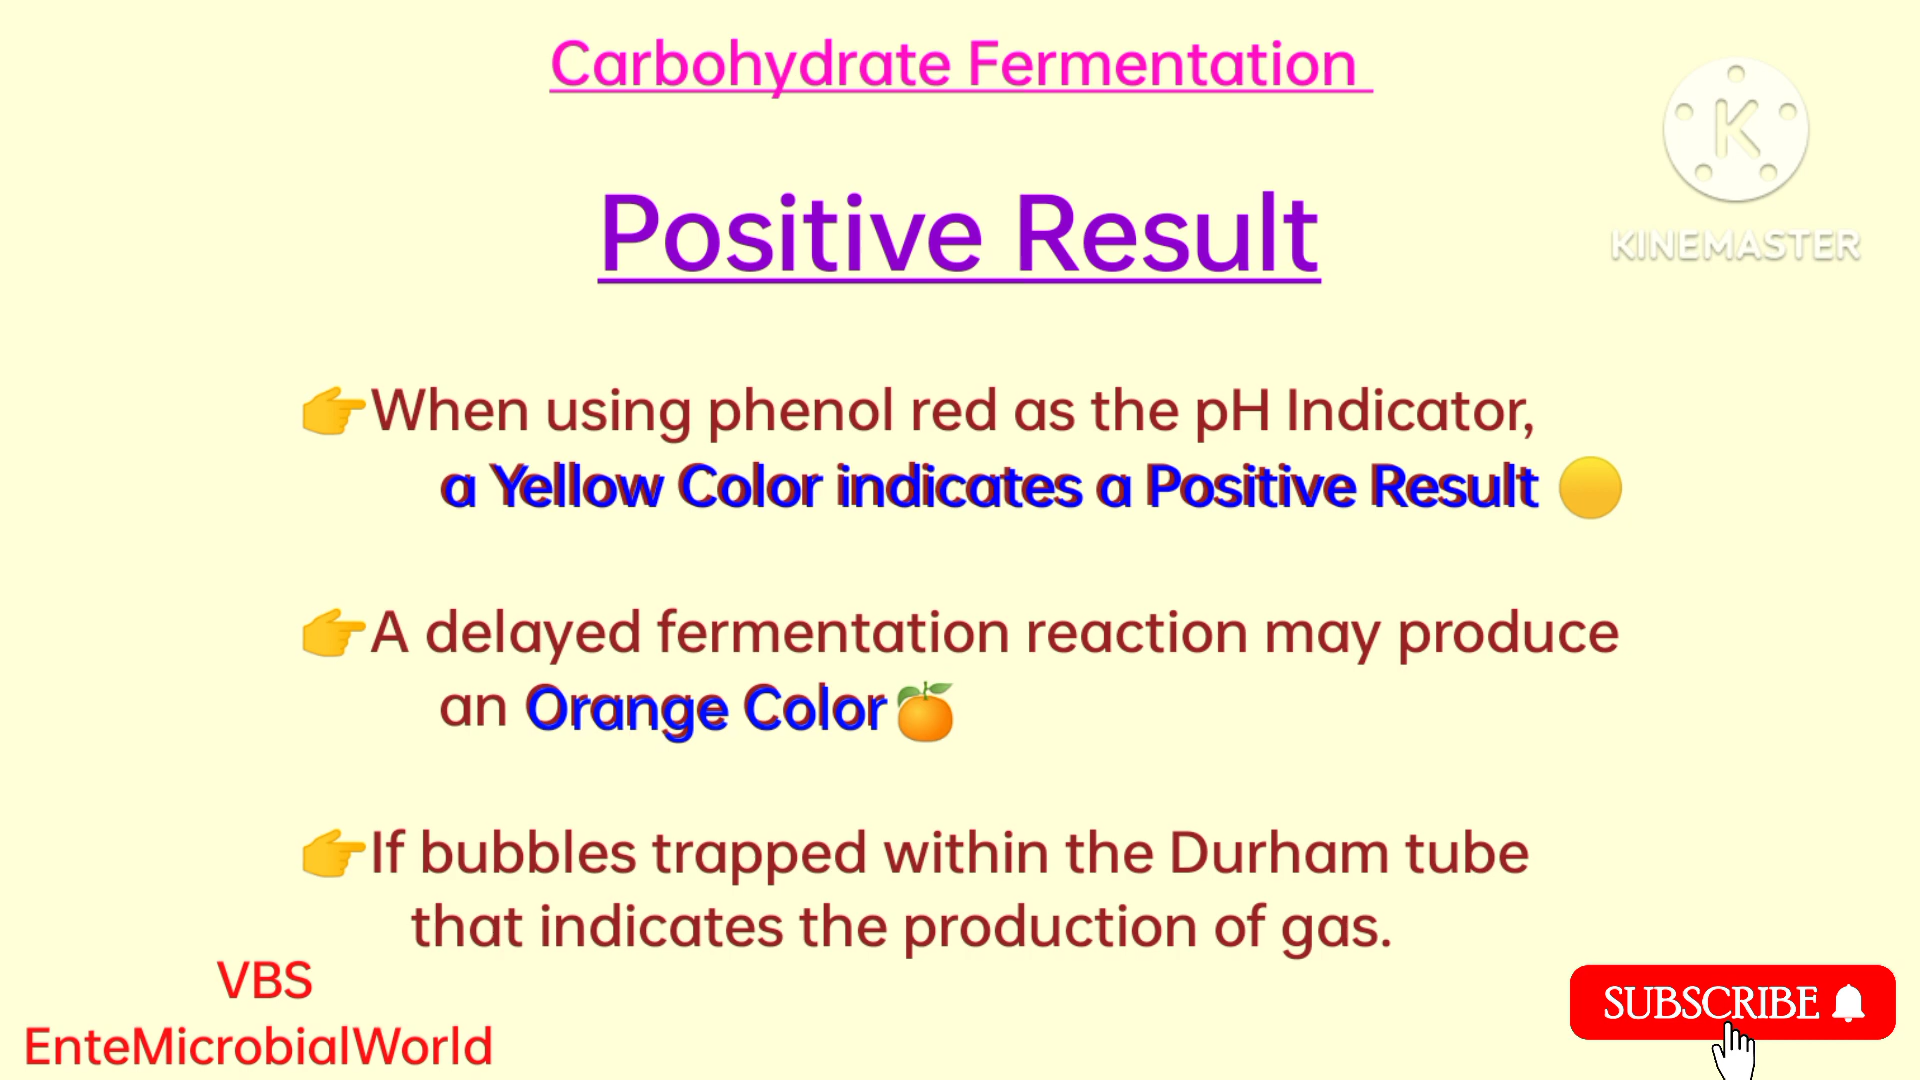 Carbohydrate Fermentation
K
KINEMASTER
Positive Result
👉When using phenol red as the pH Indicator,
a Yellow Color indicates a Positive Result 🟡
👉A delayed fermentation reaction may produce
an Orange Color🍊
👉If bubbles trapped within the Durham tube
that indicates the production of gas.
VBS
EnteMicrobialWorld
SUBSCRIBE